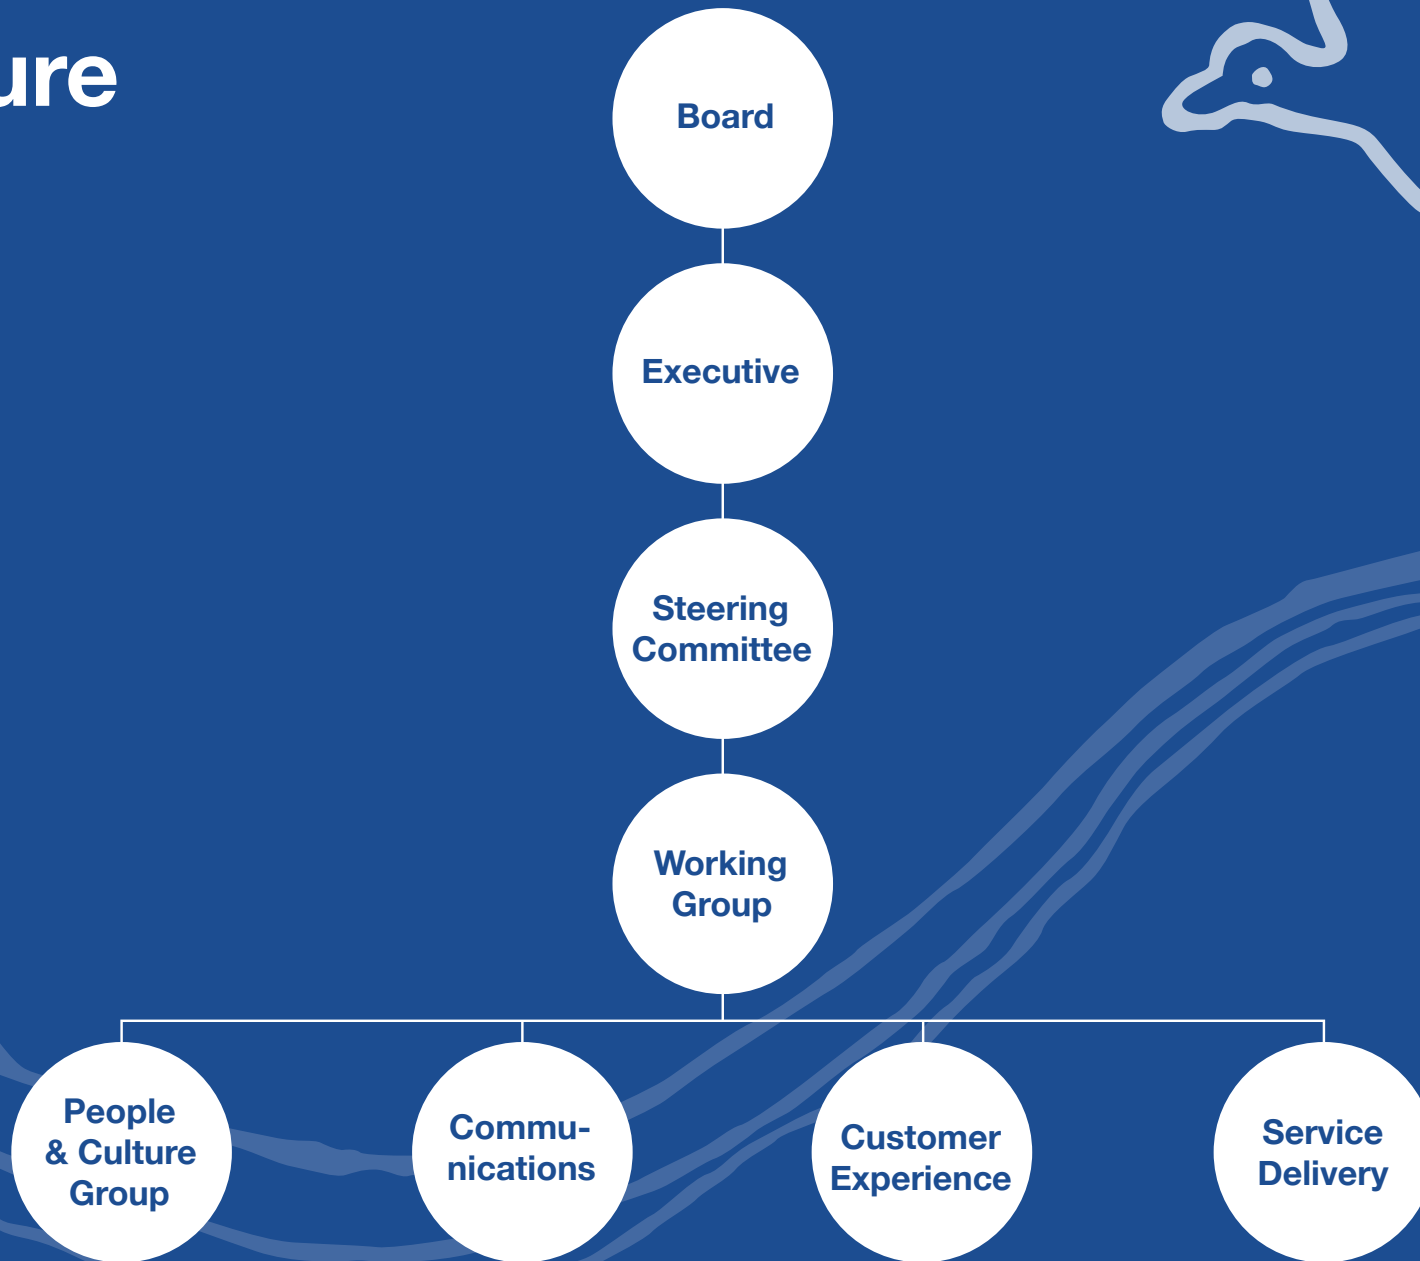 ure
Board
Executive
Steering
Committee
Working
Group
People
& Culture
Group
Commu-
nications
Customer
Experience
Service
Delivery